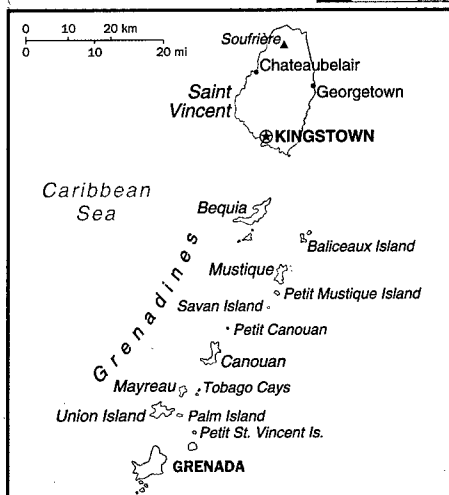 0 10 20 km
0 10 20 mi
Soufrière
Chateaubelair
Saint
Vincent
Georgetown
KINGSTOWN
Caribbean
Sea
Bequia
Baliceaux Island
Grenadines
Mustique
Petit Mustique Island
Savan Island
Petit Canouan
Canouan
Mayreau
Tobago Cays
Union Island
Palm Island
Petit St. Vincent Is.
GRENADA